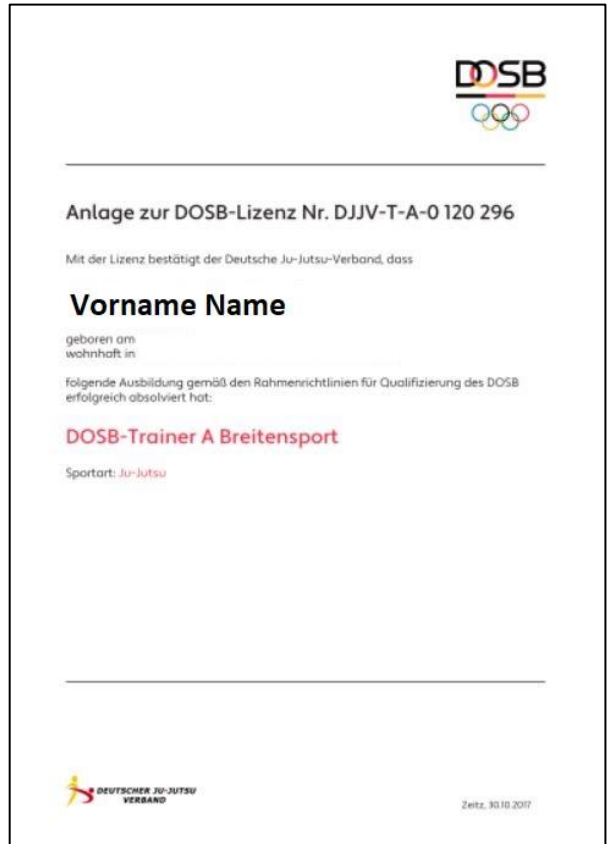 DOSB
Anlage zur DOSB-Lizenz Nr. DJJV-T-A-0 120 296
Mit der Lizenz bestätigt der Deutsche Ju-Jutsu-Verband, dass
Vorname Name
geboren am
wohnhaft in
folgende Ausbildung gemäß den Rahmenrichtlinien für Qualifizierung des DOSB
erfolgreich absolviert hat:
DOSB-Trainer A Breitensport
Sportart: Ju-Jutsu
DEUTSCHER JU-JUTSU
VERBAND
Zeitz, 30.10.2017